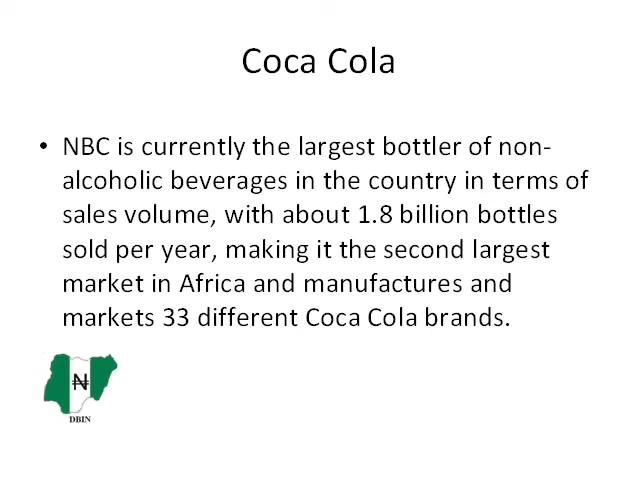 Coca Cola
• NBC is currently the largest bottler of non-
alcoholic beverages in the country in terms of
sales volume, with about 1.8 billion bottles
sold per year, making it the second largest
market in Africa and manufactures and
markets 33 different Coca Cola brands.
₦
DBIN